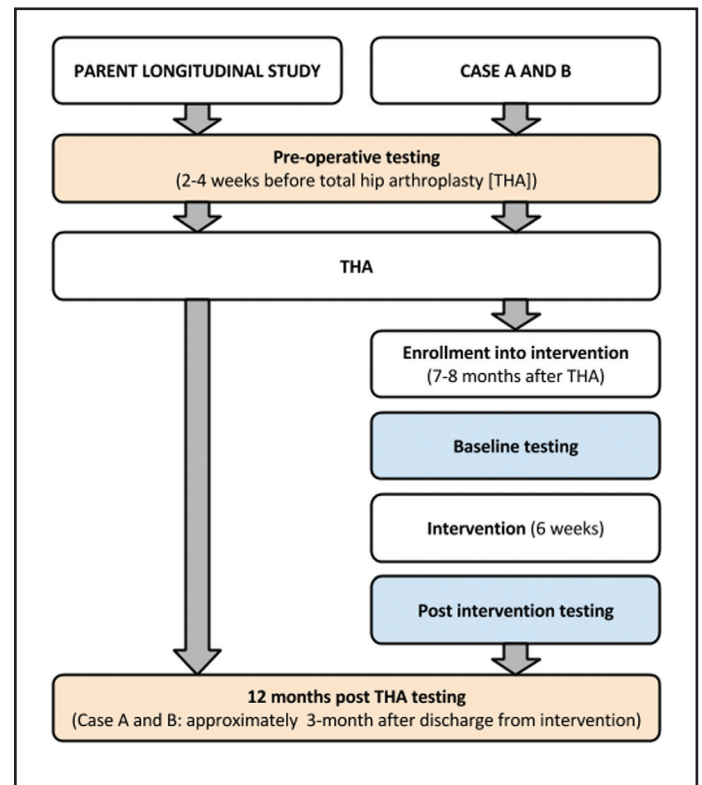 PARENT LONGITUDINAL STUDY
CASE A AND B
Pre-operative testing
(2-4 weeks before total hip arthroplasty [THA])
THA
Enrollment into intervention
(7-8 months after THA)
Baseline testing
Intervention (6 weeks)
Post intervention testing
12 months post THA testing
(Case A and B: approximately  3-month after discharge from intervention)